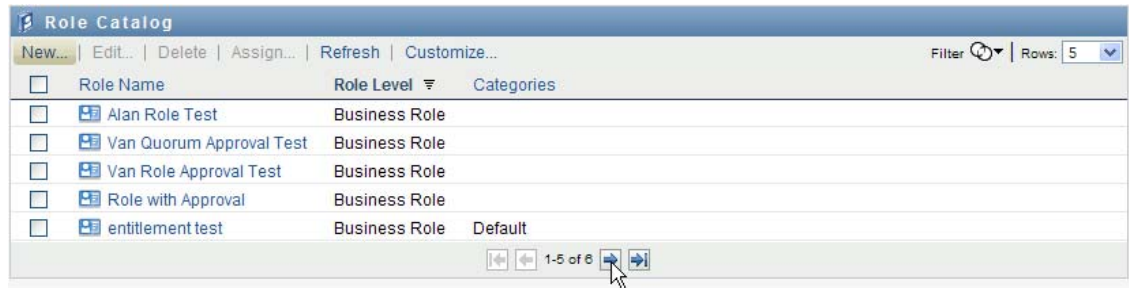 Role Catalog
New... | Edit... | Delete | Assign... | Refresh | Customize... Filter | Rows: 5
Role Name Role Level Categories
Alan Role Test Business Role
Van Quorum Approval Test Business Role
Van Role Approval Test Business Role
Role with Approval Business Role
entitlement test Business Role Default
1-5 of 6